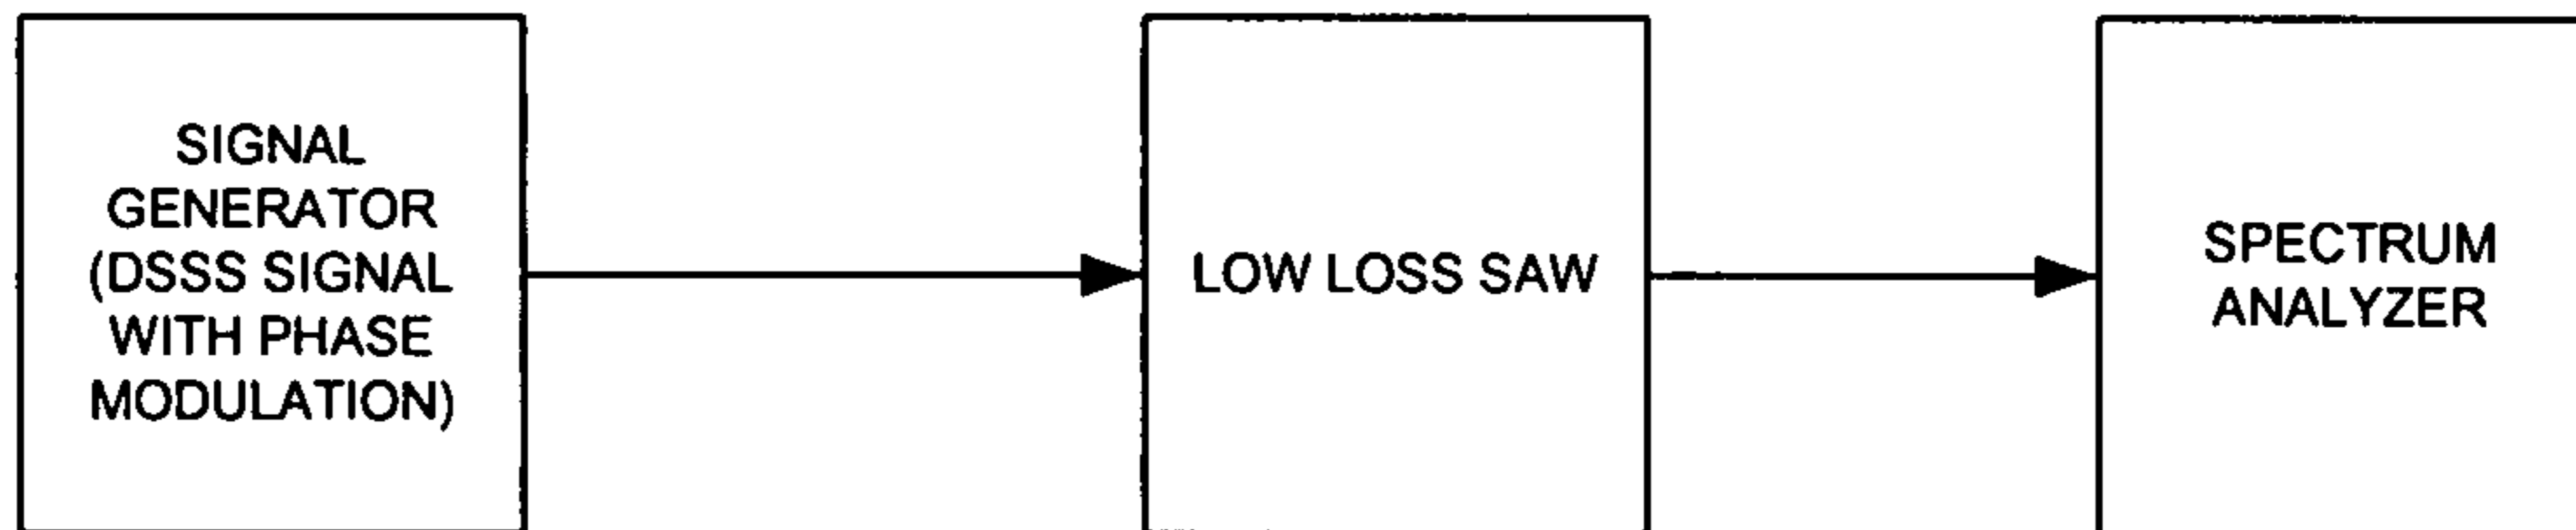 SIGNAL
GENERATOR
(DSSS SIGNAL
WITH PHASE
MODULATION)
LOW LOSS SAW
SPECTRUM
ANALYZER